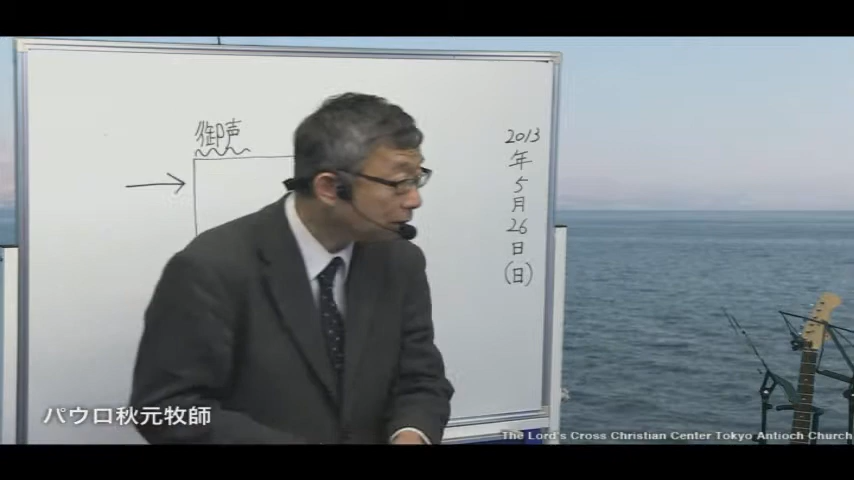 御声
2013
年
5
月
26
日
(日)
パウロ秋元牧師
The Lord's Cross Christian Center Tokyo Antioch Church